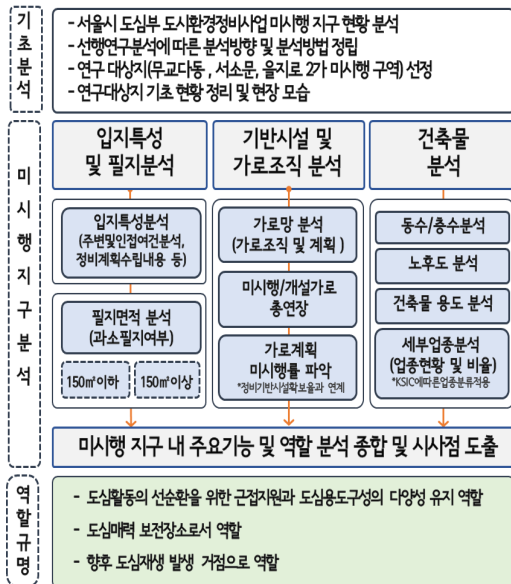 기초분석
- 서울시 도심부 도시환경정비사업 미시행 지구 현황 분석
- 선행연구분석에 따른 분석방향 및 분석방법 정립
- 연구 대상지(무교다동 , 서소문, 을지로 2가 미시행 구역) 선정
- 연구대상지 기초 현황 정리 및 현장 모습
미시행지구분석
입지특성
및 필지분석
입지특성분석
(주변및인접여건분석,
정비계획수립내용 등)
필지면적 분석
(과소필지여부)
150㎡이하
150㎡이상
기반시설 및
가로조직 분석
가로망 분석
(가로조직 및 계획 )
미시행/개설가로
총연장
가로계획
미시행률 파악
*정비기반시설확보율과 연계
건축물
분석
동수/층수분석
노후도 분석
건축물 용도 분석
세부업종분석
(업종현황 및 비율)
*KSIC에따른업종분류적용
미시행 지구 내 주요기능 및 역할 분석 종합 및 시사점 도출
역할규명
- 도심활동의 선순환을 위한 근접지원과 도심용도구성의 다양성 유지 역할
- 도심매력 보전장소로서 역할
- 향후 도심재생 발생 거점으로 역할